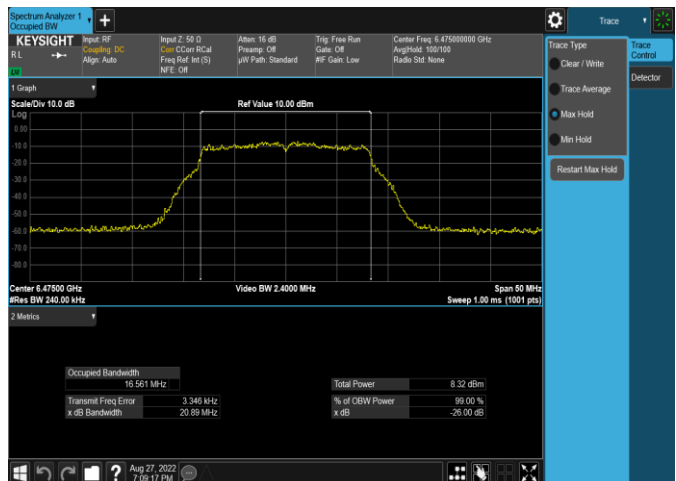 Spectrum Analyzer 1
Occupied BW
+
Trace
KEYSIGHT
R L
LW
Input: RF
Coupling: DC
Align: Auto
Input Z: 50 Ω
Corr CCorr RCal
Freq Ref: Int (S)
NFE: Off
Atten: 16 dB
Preamp: Off
µW Path: Standard
Trig: Free Run
Gate: Off
#IF Gain: Low
Center Freq: 6.475000000 GHz
Avg|Hold: 100/100
Radio Std: None
Trace Type
Clear / Write
Trace Average
Max Hold
Min Hold
Restart Max Hold
Trace
Control
Detector
1 Graph
Scale/Div 10.0 dB
Ref Value 10.00 dBm
Log
0.00
-10.0
-20.0
-30.0
-40.0
-50.0
-60.0
-70.0
-80.0
Center 6.47500 GHz
Video BW 2.4000 MHz
Span 50 MHz
#Res BW 240.00 kHz
Sweep 1.00 ms (1001 pts)
2 Metrics
Occupied Bandwidth
16.561 MHz
Transmit Freq Error 3.346 kHz
x dB Bandwidth 20.89 MHz
Total Power 8.32 dBm
% of OBW Power 99.00 %
x dB -26.00 dB
?
Aug 27, 2022
7:09:17 PM